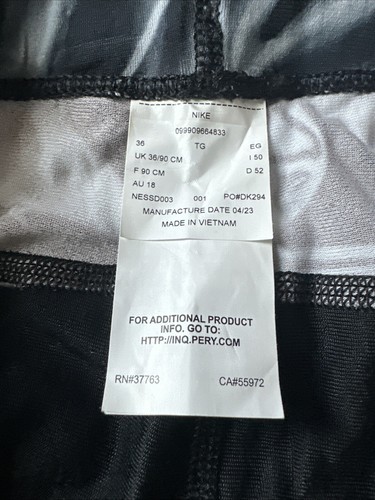 NIKE
099909664833
36 TG EG
UK 36/90 CM I 50
F 90 CM D 52
AU 18
NESSD003 001 PO#DK294
MANUFACTURE DATE 04/23
MADE IN VIETNAM
FOR ADDITIONAL PRODUCT
INFO. GO TO:
HTTP://INQ.PERY.COM
RN#37763 CA#55972